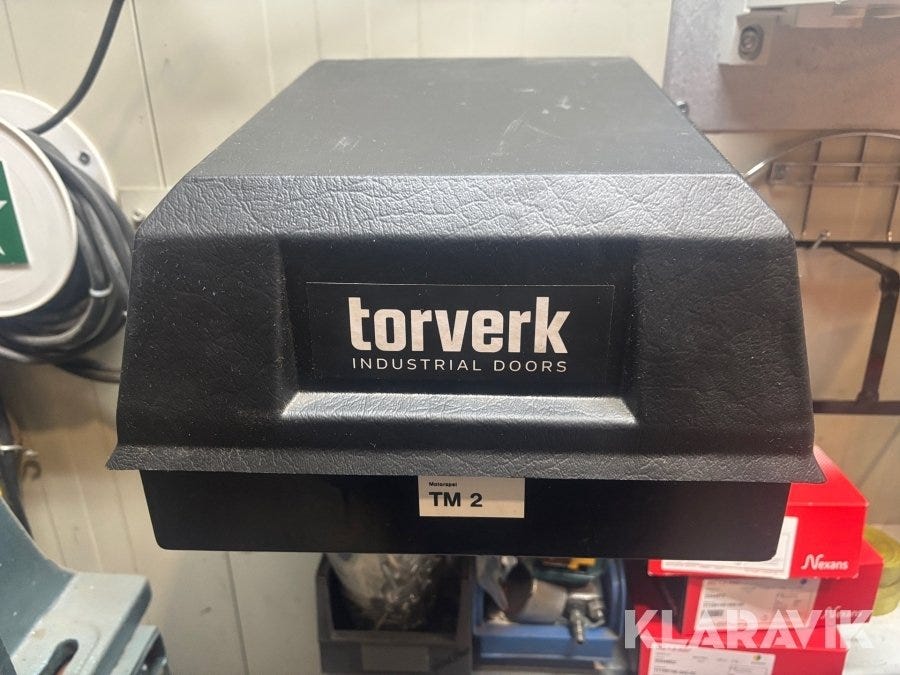 torverk
INDUSTRIAL DOORS
Motorspel
TM 2
Nexans
KLARAVIK